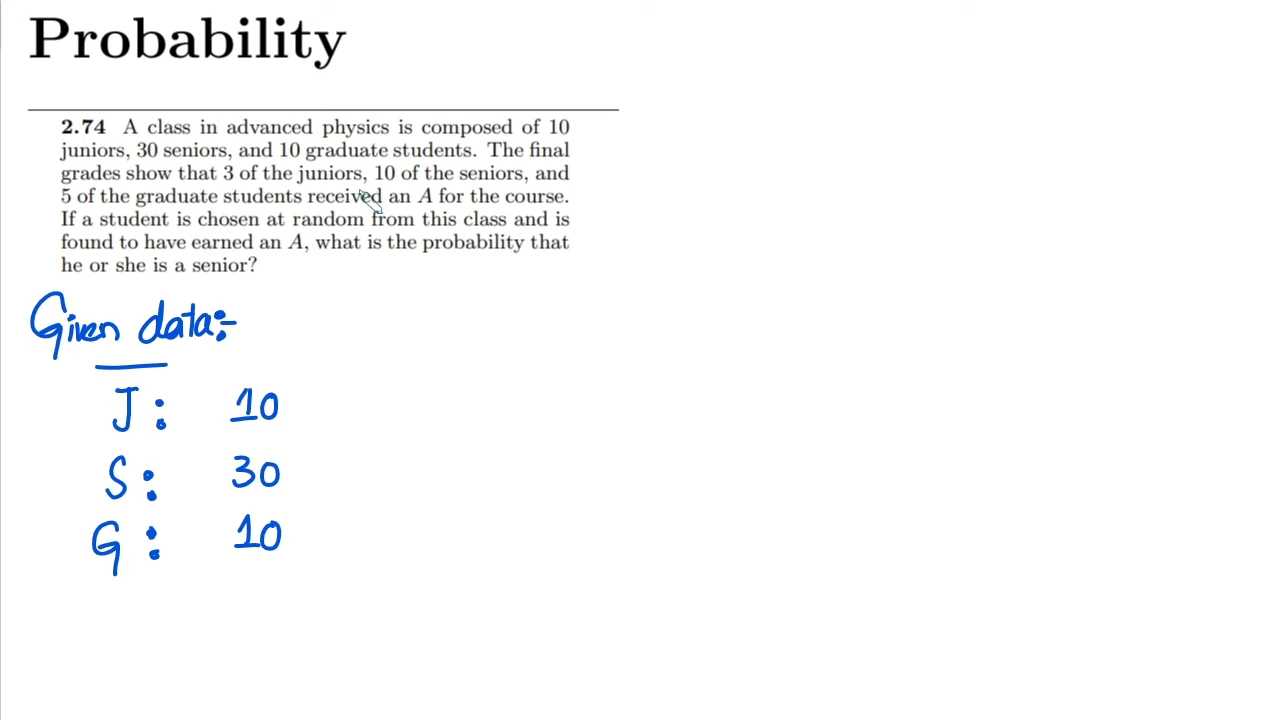 Probability
2.74 A class in advanced physics is composed of 10
juniors, 30 seniors, and 10 graduate students. The final
grades show that 3 of the juniors, 10 of the seniors, and
5 of the graduate students received an A for the course.
If a student is chosen at random from this class and is
found to have earned an A, what is the probability that
he or she is a senior?
Given data:-
J: 10
S: 30
G: 10